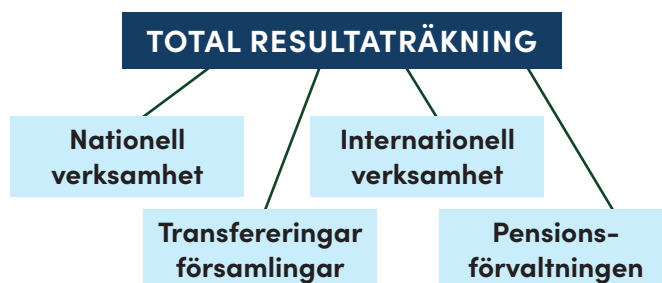 TOTAL RESULTATRÄKNING
Nationell
verksamhet
Internationell
verksamhet
Transfereringar
församlingar
Pensions-
förvaltningen